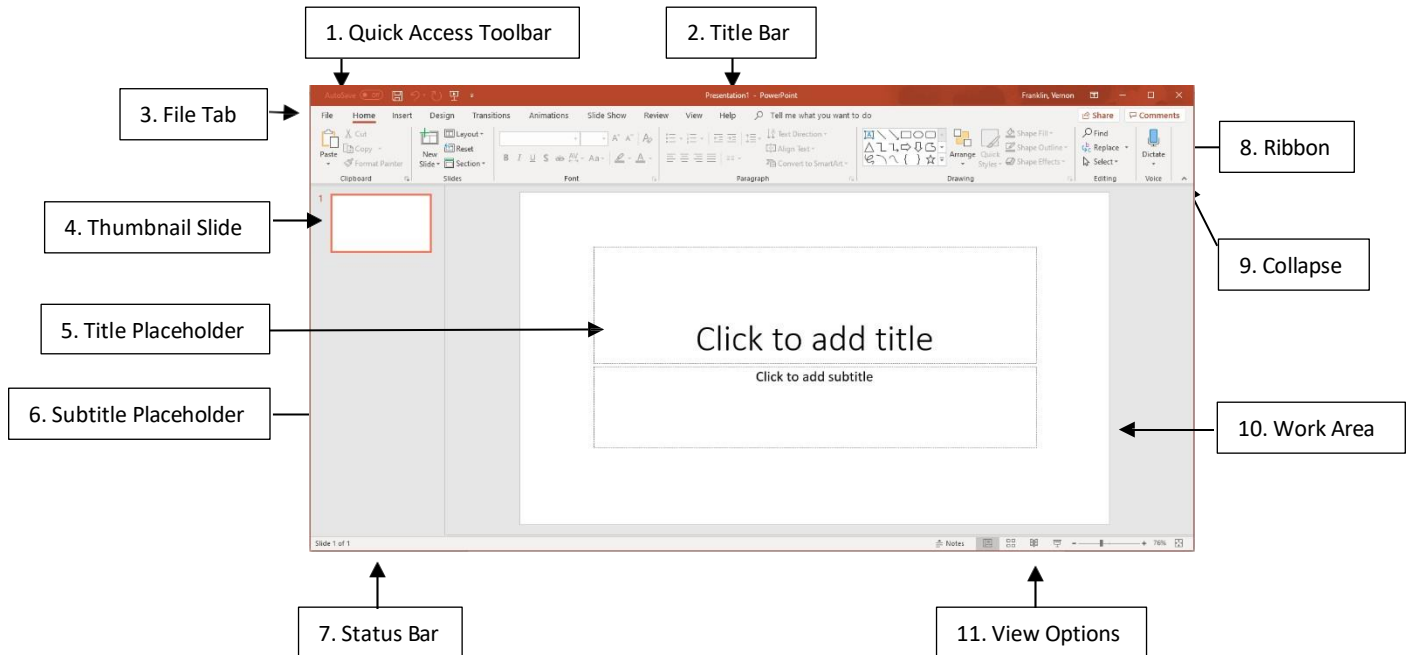 1. Quick Access Toolbar
2. Title Bar
3. File Tab
AutoSave Off
Presentation1 - PowerPoint
Franklin, Vernon
File Home Insert Design Transitions Animations Slide Show Review View Help Tell me what you want to do
Share Comments
Paste
Cut
Copy
Format Painter
Clipboard
New Slide
Layout
Reset
Section
Slides
B I U S ab AV Aa A
Font
Text Direction
Align Text
Convert to SmartArt
Paragraph
Arrange
Quick Styles
Shape Fill
Shape Outline
Shape Effects
Drawing
Find
Replace
Select
Editing
Dictate
Voice
8. Ribbon
1
4. Thumbnail Slide
9. Collapse
5. Title Placeholder
Click to add title
Click to add subtitle
6. Subtitle Placeholder
10. Work Area
Slide 1 of 1
Notes
76%
7. Status Bar
11. View Options